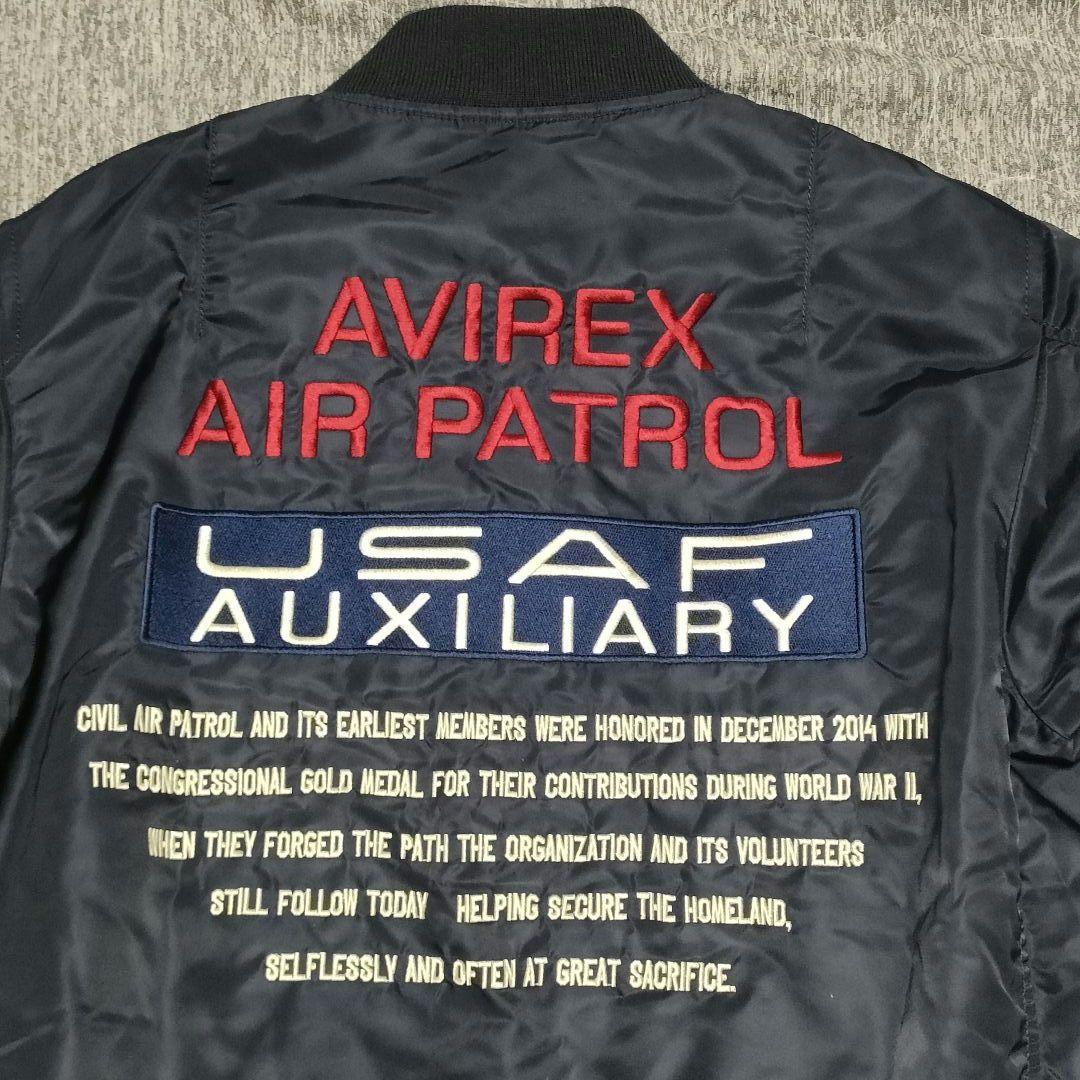 AVIREX
AIR PATROL
USAF
AUXILIARY
CIVIL AIR PATROL AND ITS EARLIEST MEMBERS WERE HONORED IN DECEMBER 2014 WITH
THE CONGRESSIONAL GOLD MEDAL FOR THEIR CONTRIBUTIONS DURING WORLD WAR II,
WHEN THEY FORGED THE PATH THE ORGANIZATION AND ITS VOLUNTEERS
STILL FOLLOW TODAY HELPING SECURE THE HOMELAND,
SELFLESSLY AND OFTEN AT GREAT SACRIFICE.